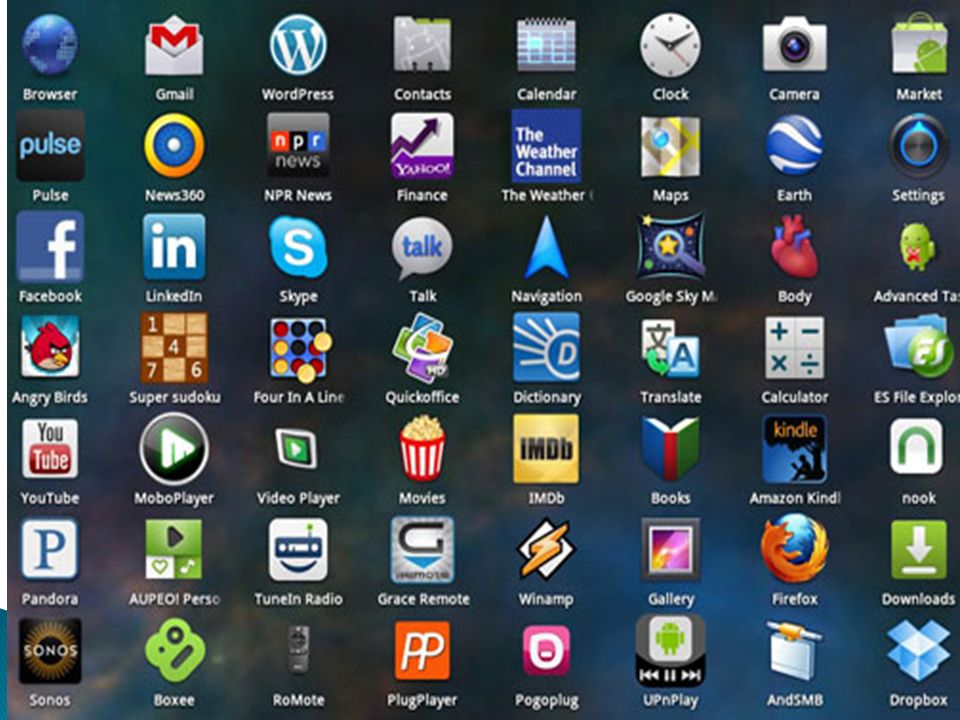 Browser Gmail WordPress Contacts Calendar Clock Camera Market
pulse
npr
news
YAHOO!
The
Weather
Channel
Pulse News360 NPR News Finance The Weather Maps Earth Settings
f in S talk
Facebook LinkedIn Skype Talk Navigation Google Sky M Body Advanced Tas
1
4
7 6
HD
D
A
+ −
× ÷
ES
Angry Birds Super sudoku Four In A Line Quickoffice Dictionary Translate Calculator ES File Explor
You
Tube
IMDb
kindle
n
YouTube MoboPlayer Video Player Movies IMDb Books Amazon Kindl nook
P
G
Pandora AUPEO! Perso TuneIn Radio Grace Remote Winamp Gallery Firefox Downloads
SONOS
PP
Sonos Boxee RoMote PlugPlayer Pogoplug UPnPlay AndSMB Dropbox